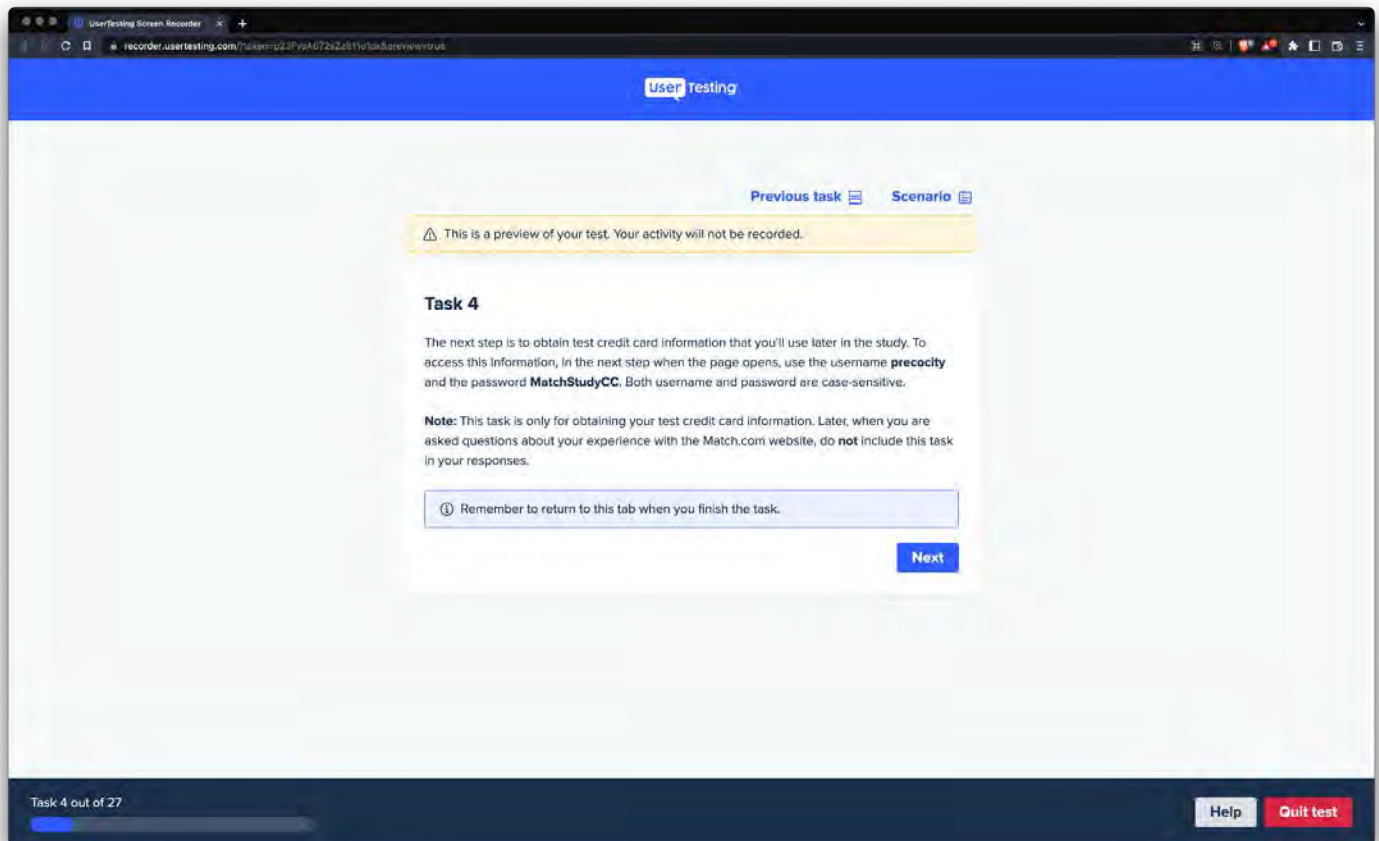 UserTesting Screen Recorder
recorder.usertesting.com/
User Testing
Previous task Scenario
This is a preview of your test. Your activity will not be recorded.
Task 4
The next step is to obtain test credit card information that you'll use later in the study. To
access this information, in the next step when the page opens, use the username precocity
and the password MatchStudyCC. Both username and password are case-sensitive.
Note: This task is only for obtaining your test credit card information. Later, when you are
asked questions about your experience with the Match.com website, do not include this task
in your responses.
Remember to return to this tab when you finish the task.
Next
Task 4 out of 27
Help Quit test